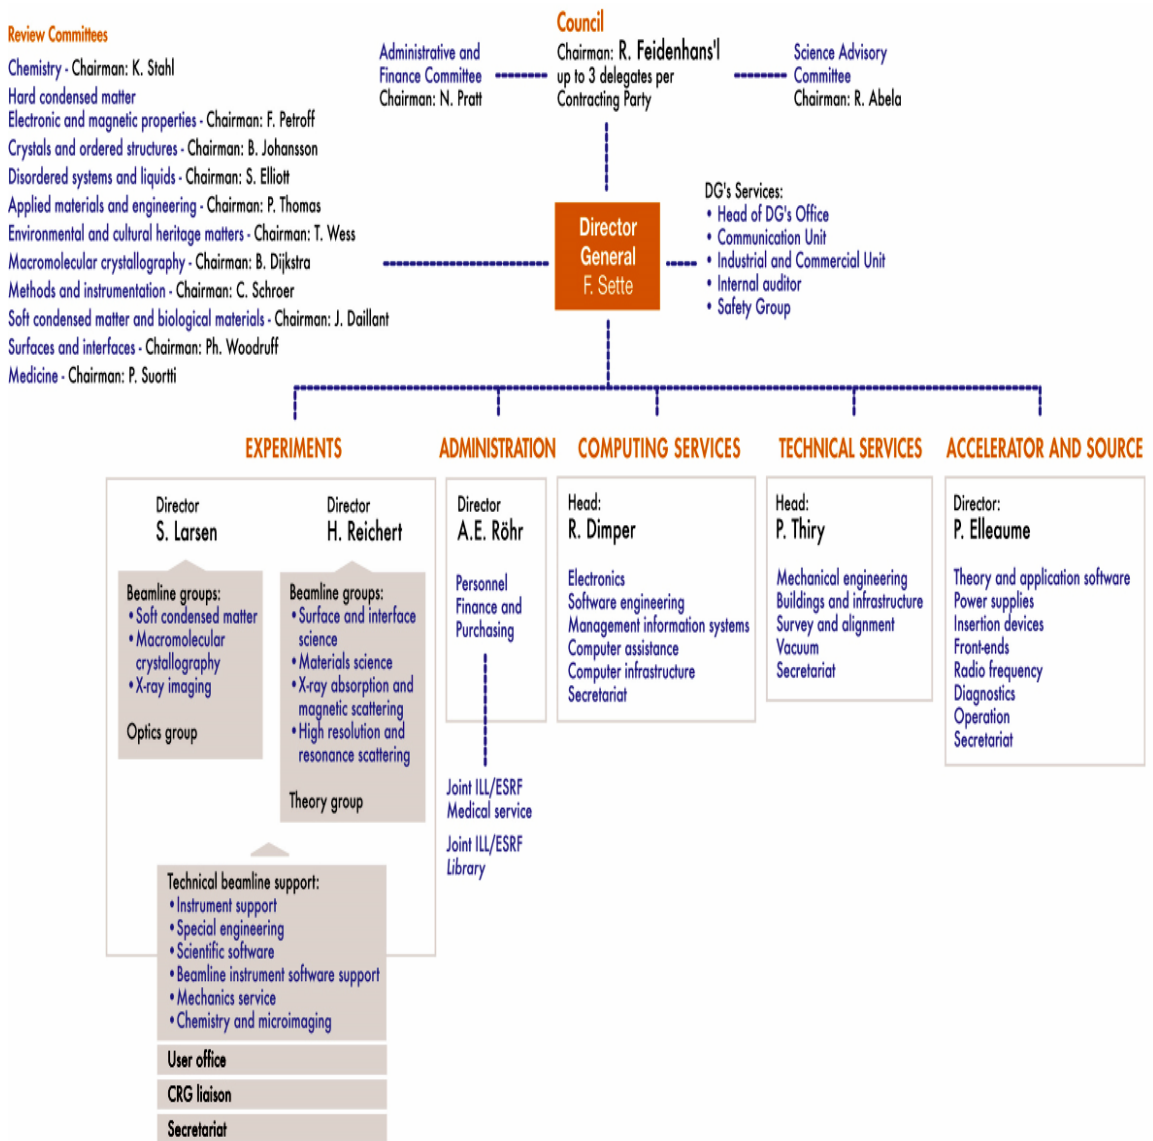 Review Committees
Chemistry - Chairman: K. Stahl
Hard condensed matter
Electronic and magnetic properties - Chairman: F. Petroff
Crystals and ordered structures - Chairman: B. Johansson
Disordered systems and liquids - Chairman: S. Elliott
Applied materials and engineering - Chairman: P. Thomas
Environmental and cultural heritage matters - Chairman: T. Wess
Macromolecular crystallography - Chairman: B. Dijkstra
Methods and instrumentation - Chairman: C. Schroer
Soft condensed matter and biological materials - Chairman: J. Daillant
Surfaces and interfaces - Chairman: Ph. Woodruff
Medicine - Chairman: P. Suortti
Administrative and
Finance Committee
Chairman: N. Pratt
Council
Chairman: R. Feidenhans'l
up to 3 delegates per
Contracting Party
Science Advisory
Committee
Chairman: R. Abela
Director
General
F. Sette
DG's Services:
• Head of DG's Office
• Communication Unit
• Industrial and Commercial Unit
• Internal auditor
• Safety Group
EXPERIMENTS
Director
S. Larsen
Beamline groups:
• Soft condensed matter
• Macromolecular
crystallography
• X-ray imaging
Optics group
Director
H. Reichert
Beamline groups:
• Surface and interface
science
• Materials science
• X-ray absorption and
magnetic scattering
• High resolution and
resonance scattering
Theory group
Technical beamline support:
• Instrument support
• Special engineering
• Scientific software
• Beamline instrument software support
• Mechanics service
• Chemistry and microimaging
User office
CRG liaison
Secretariat
ADMINISTRATION
Director
A.E. Röhr
Personnel
Finance and
Purchasing
Joint ILL/ESRF
Medical service
Joint ILL/ESRF
Library
COMPUTING SERVICES
Head:
R. Dimper
Electronics
Software engineering
Management information systems
Computer assistance
Computer infrastructure
Secretariat
TECHNICAL SERVICES
Head:
P. Thiry
Mechanical engineering
Buildings and infrastructure
Survey and alignment
Vacuum
Secretariat
ACCELERATOR AND SOURCE
Director:
P. Elleaume
Theory and application software
Power supplies
Insertion devices
Front-ends
Radio frequency
Diagnostics
Operation
Secretariat